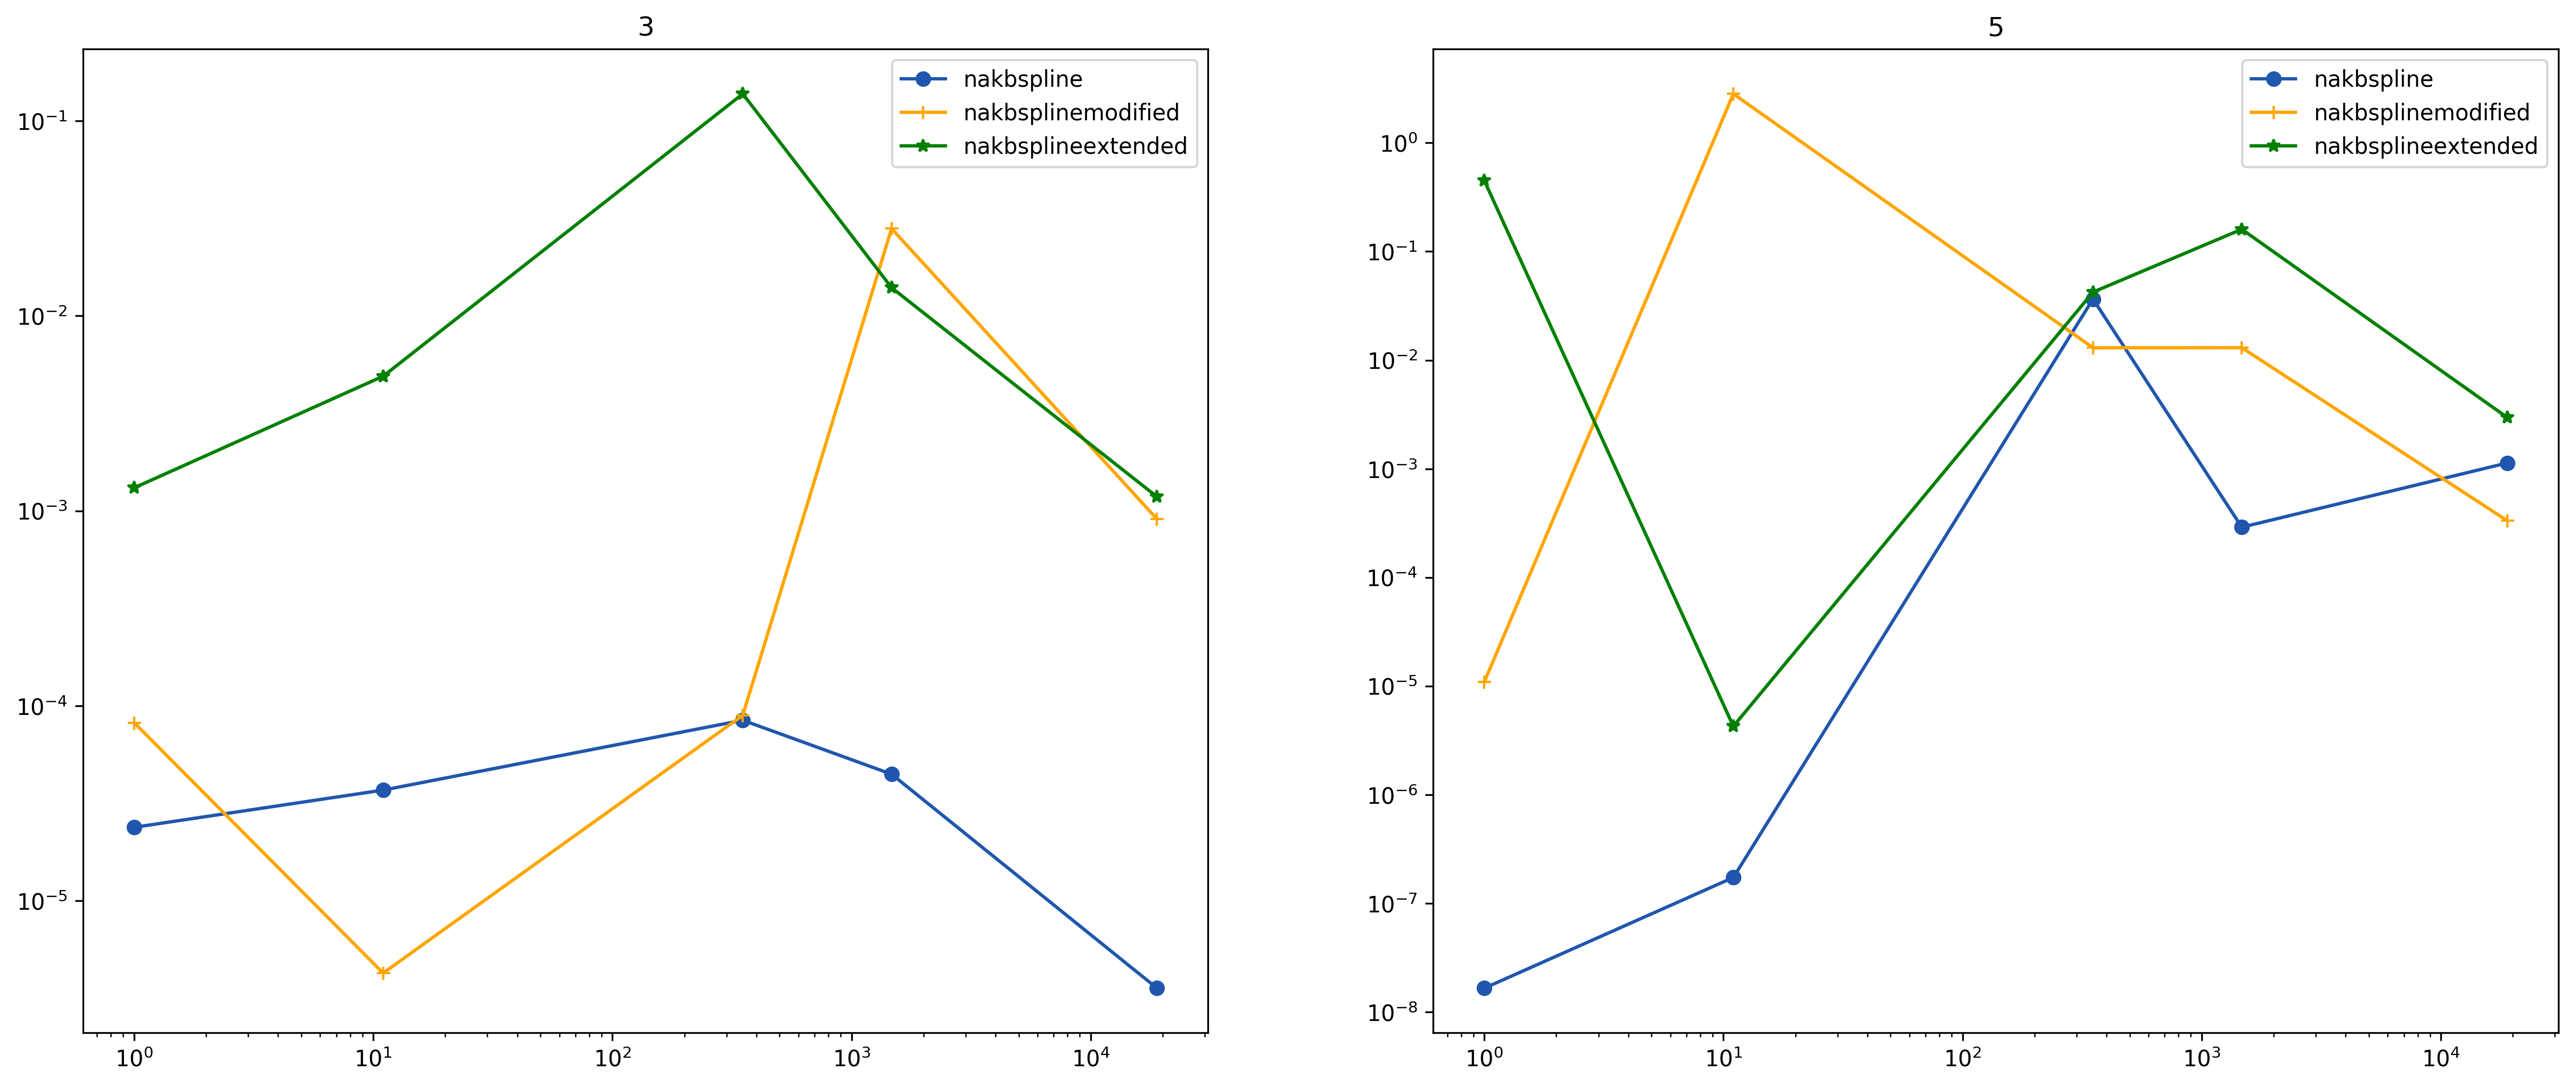 3
nakbspline
nakbsplinemodified
nakbsplineextended
10⁻¹
10⁻²
10⁻³
10⁻⁴
10⁻⁵
10⁰ 10¹ 10² 10³ 10⁴
5
nakbspline
nakbsplinemodified
nakbsplineextended
10⁰
10⁻¹
10⁻²
10⁻³
10⁻⁴
10⁻⁵
10⁻⁶
10⁻⁷
10⁻⁸
10⁰ 10¹ 10² 10³ 10⁴